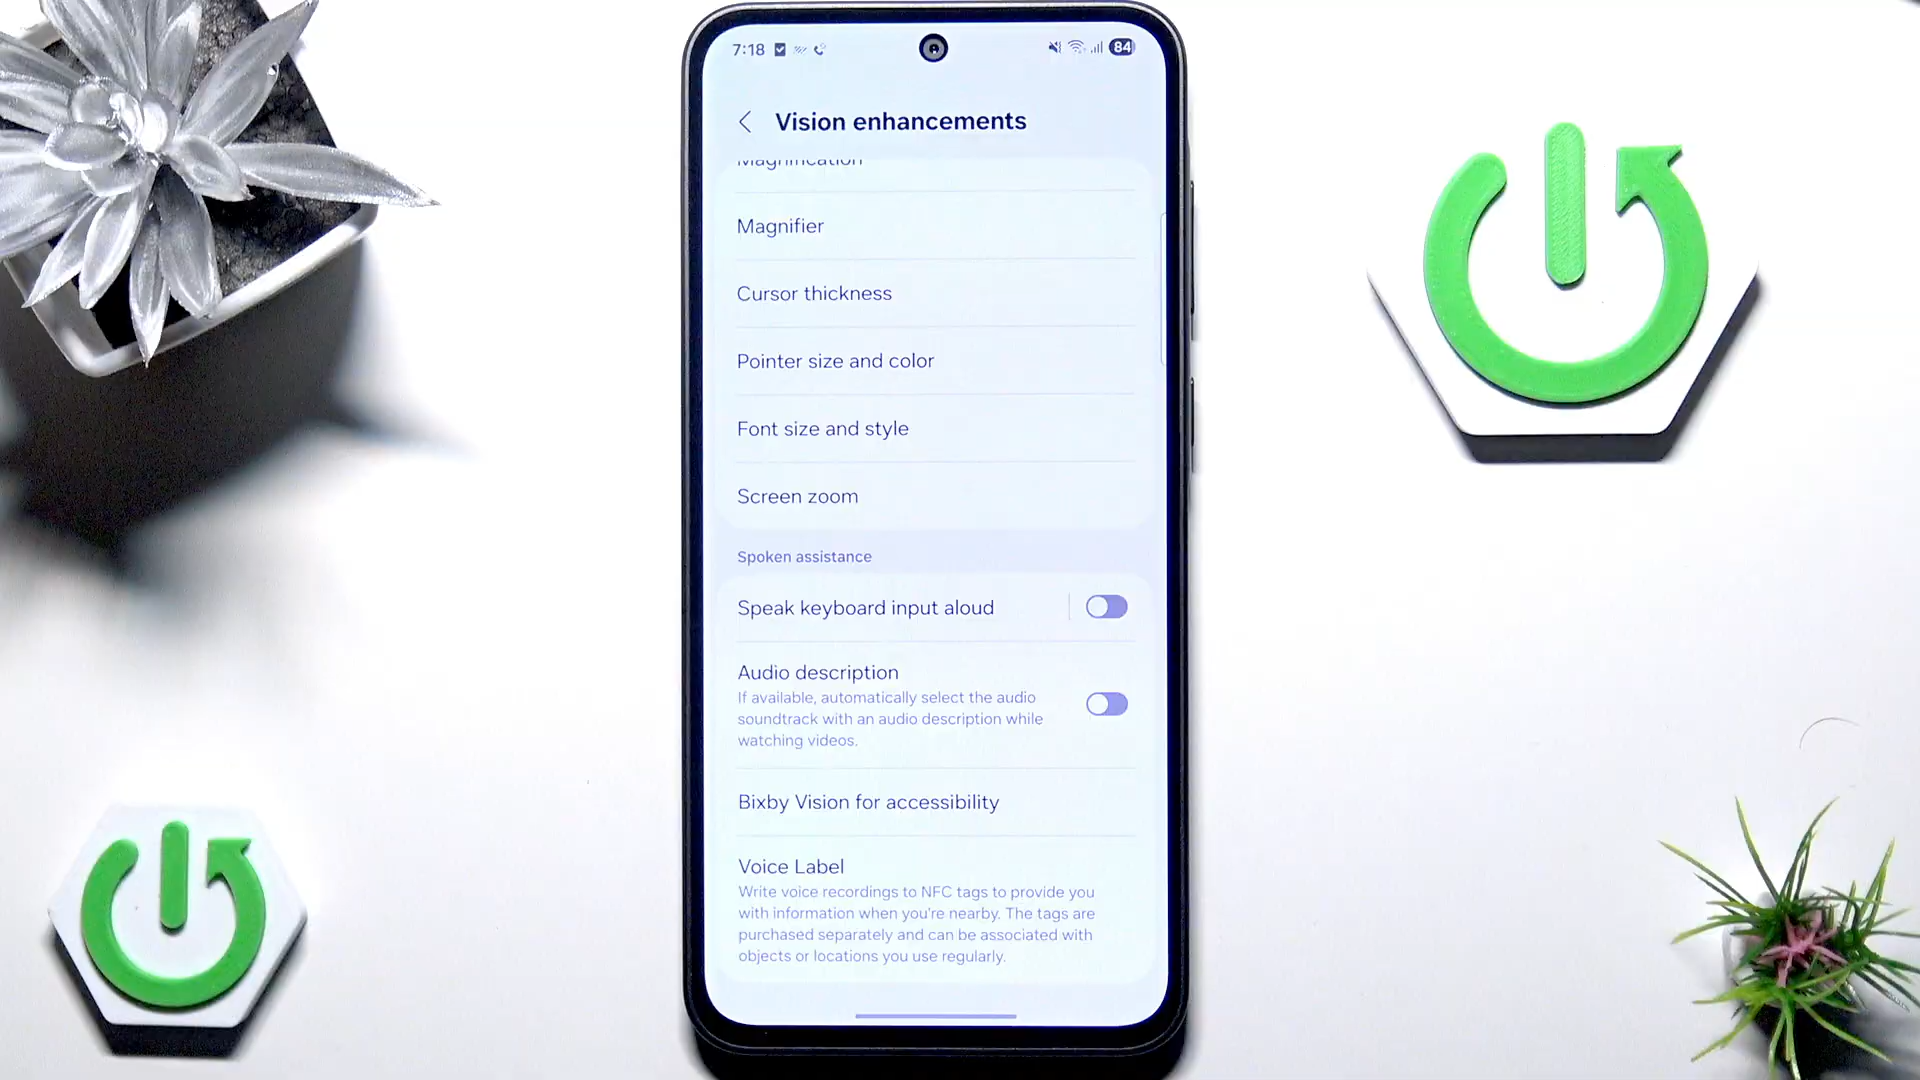 7:18
84
Vision enhancements
Magnification
Magnifier
Cursor thickness
Pointer size and color
Font size and style
Screen zoom
Spoken assistance
Speak keyboard input aloud
Audio description
If available, automatically select the audio
soundtrack with an audio description while
watching videos.
Bixby Vision for accessibility
Voice Label
Write voice recordings to NFC tags to provide you
with information when you're nearby. The tags are
purchased separately and can be associated with
objects or locations you use regularly.